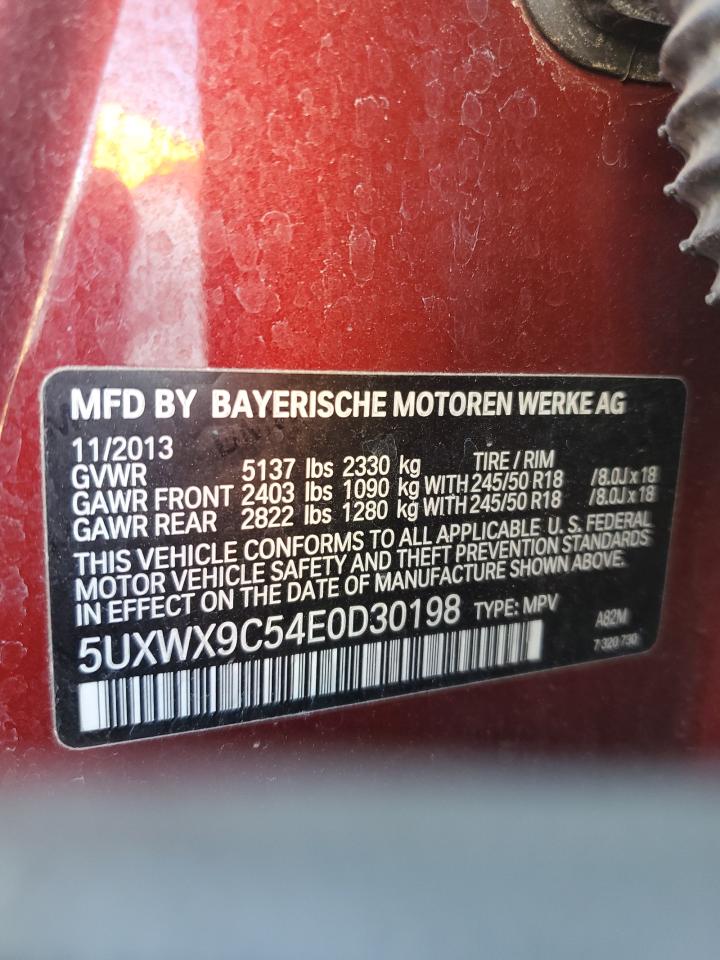 MFD BY BAYERISCHE MOTOREN WERKE AG
11/2013 TIRE / RIM
GVWR 5137 lbs 2330 kg
GAWR FRONT 2403 lbs 1090 kg WITH 245/50 R18 /8.0J x 18
GAWR REAR 2822 lbs 1280 kg WITH 245/50 R18 /8.0J x 18
THIS VEHICLE CONFORMS TO ALL APPLICABLE U.S. FEDERAL
MOTOR VEHICLE SAFETY AND THEFT PREVENTION STANDARDS
IN EFFECT ON THE DATE OF MANUFACTURE SHOWN ABOVE.
5UXWX9C54E0D30198 TYPE: MPV A82M
7 320 730